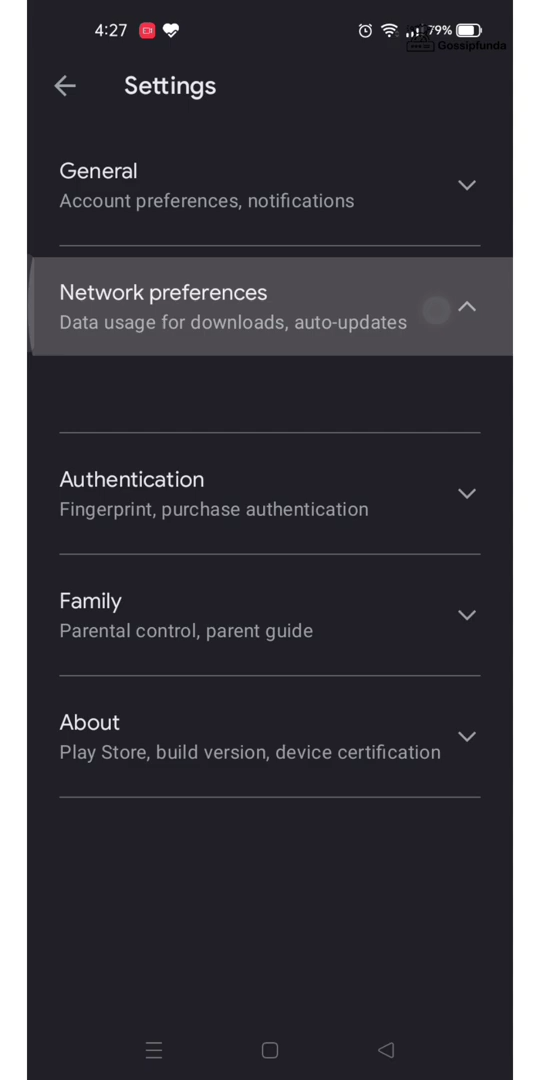 4:27
79%
Gossipfunda
Settings
General
Account preferences, notifications
Network preferences
Data usage for downloads, auto-updates
Authentication
Fingerprint, purchase authentication
Family
Parental control, parent guide
About
Play Store, build version, device certification